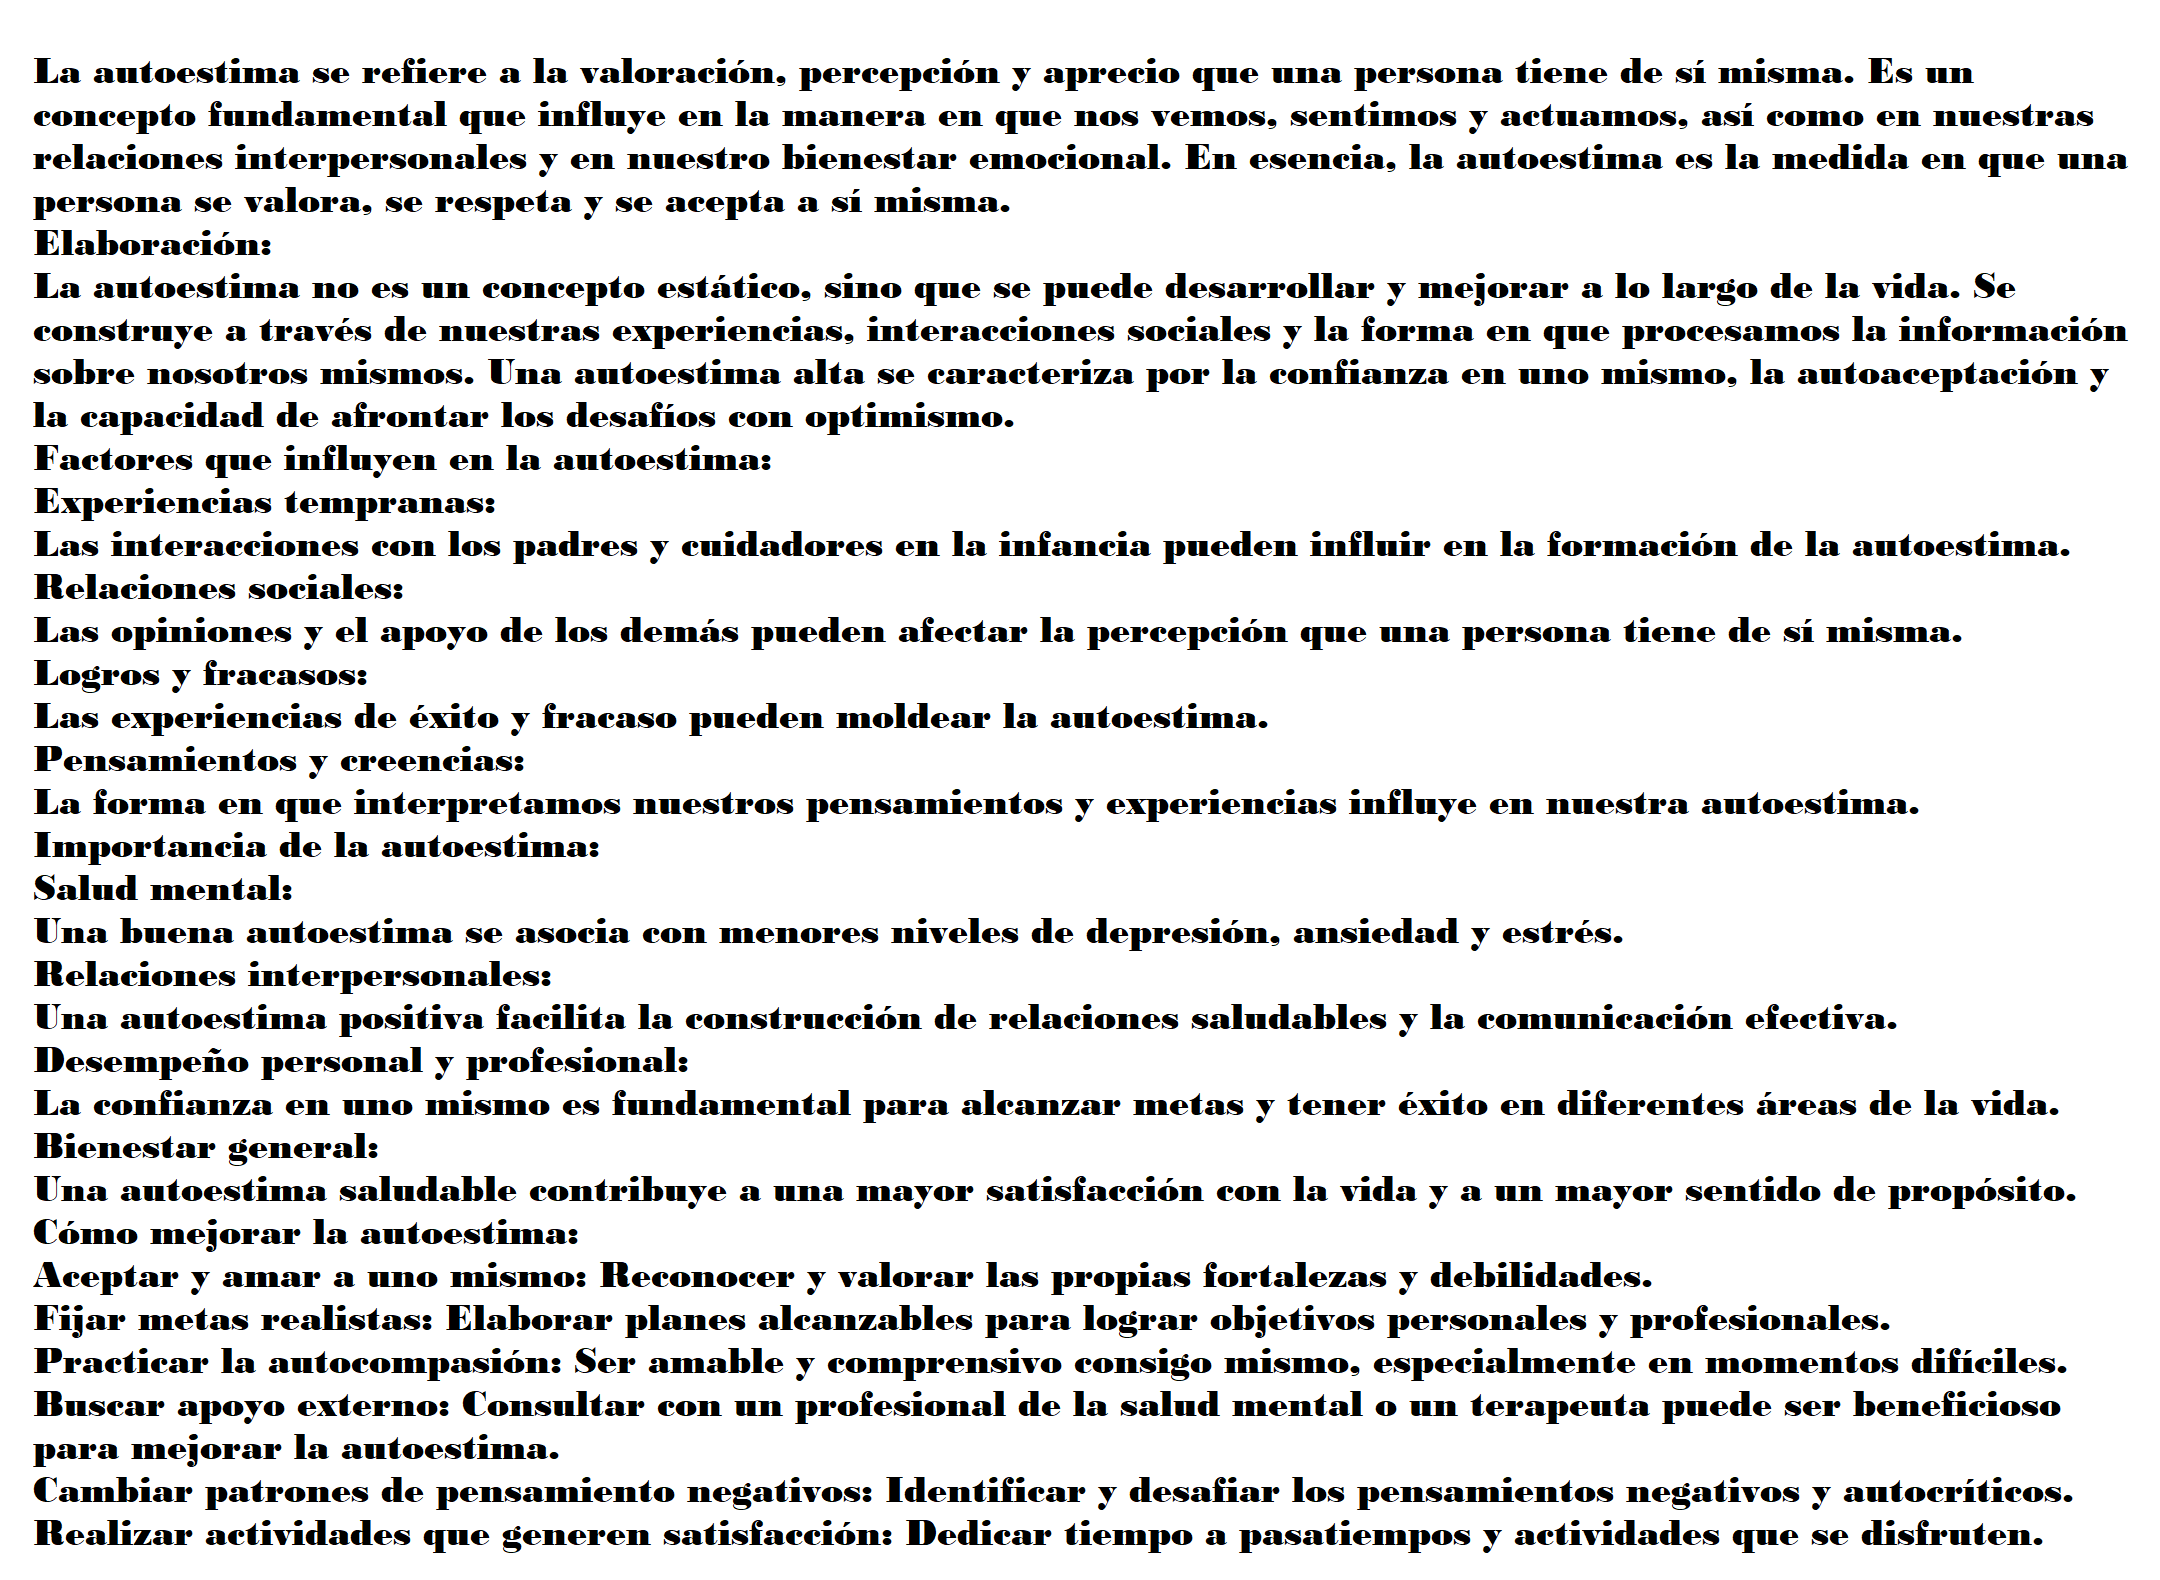 La autoestima se refiere a la valoración, percepción y aprecio que una persona tiene de sí misma. Es un
concepto fundamental que influye en la manera en que nos vemos, sentimos y actuamos, así como en nuestras
relaciones interpersonales y en nuestro bienestar emocional. En esencia, la autoestima es la medida en que una
persona se valora, se respeta y se acepta a sí misma.
Elaboración:
La autoestima no es un concepto estático, sino que se puede desarrollar y mejorar a lo largo de la vida. Se
construye a través de nuestras experiencias, interacciones sociales y la forma en que procesamos la información
sobre nosotros mismos. Una autoestima alta se caracteriza por la confianza en uno mismo, la autoaceptación y
la capacidad de afrontar los desafíos con optimismo.
Factores que influyen en la autoestima:
Experiencias tempranas:
Las interacciones con los padres y cuidadores en la infancia pueden influir en la formación de la autoestima.
Relaciones sociales:
Las opiniones y el apoyo de los demás pueden afectar la percepción que una persona tiene de sí misma.
Logros y fracasos:
Las experiencias de éxito y fracaso pueden moldear la autoestima.
Pensamientos y creencias:
La forma en que interpretamos nuestros pensamientos y experiencias influye en nuestra autoestima.
Importancia de la autoestima:
Salud mental:
Una buena autoestima se asocia con menores niveles de depresión, ansiedad y estrés.
Relaciones interpersonales:
Una autoestima positiva facilita la construcción de relaciones saludables y la comunicación efectiva.
Desempeño personal y profesional:
La confianza en uno mismo es fundamental para alcanzar metas y tener éxito en diferentes áreas de la vida.
Bienestar general:
Una autoestima saludable contribuye a una mayor satisfacción con la vida y a un mayor sentido de propósito.
Cómo mejorar la autoestima:
Aceptar y amar a uno mismo: Reconocer y valorar las propias fortalezas y debilidades.
Fijar metas realistas: Elaborar planes alcanzables para lograr objetivos personales y profesionales.
Practicar la autocompasión: Ser amable y comprensivo consigo mismo, especialmente en momentos difíciles.
Buscar apoyo externo: Consultar con un profesional de la salud mental o un terapeuta puede ser beneficioso
para mejorar la autoestima.
Cambiar patrones de pensamiento negativos: Identificar y desafiar los pensamientos negativos y autocríticos.
Realizar actividades que generen satisfacción: Dedicar tiempo a pasatiempos y actividades que se disfruten.